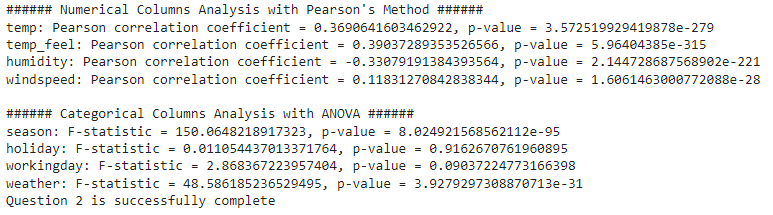 ###### Numerical Columns Analysis with Pearson's Method ######
temp: Pearson correlation coefficient = 0.3690641603462922, p-value = 3.572519929419878e-279
temp_feel: Pearson correlation coefficient = 0.39037289353526566, p-value = 5.96404385e-315
humidity: Pearson correlation coefficient = -0.33079191384393564, p-value = 2.144728687568902e-221
windspeed: Pearson correlation coefficient = 0.11831270842838344, p-value = 1.6061463000772088e-28
###### Categorical Columns Analysis with ANOVA ######
season: F-statistic = 150.0648218917323, p-value = 8.024921568562112e-95
holiday: F-statistic = 0.011054437013371764, p-value = 0.9162670761960895
workingday: F-statistic = 2.868367223957404, p-value = 0.09037224773166398
weather: F-statistic = 48.586185236529495, p-value = 3.9279297308870713e-31
Question 2 is successfully complete